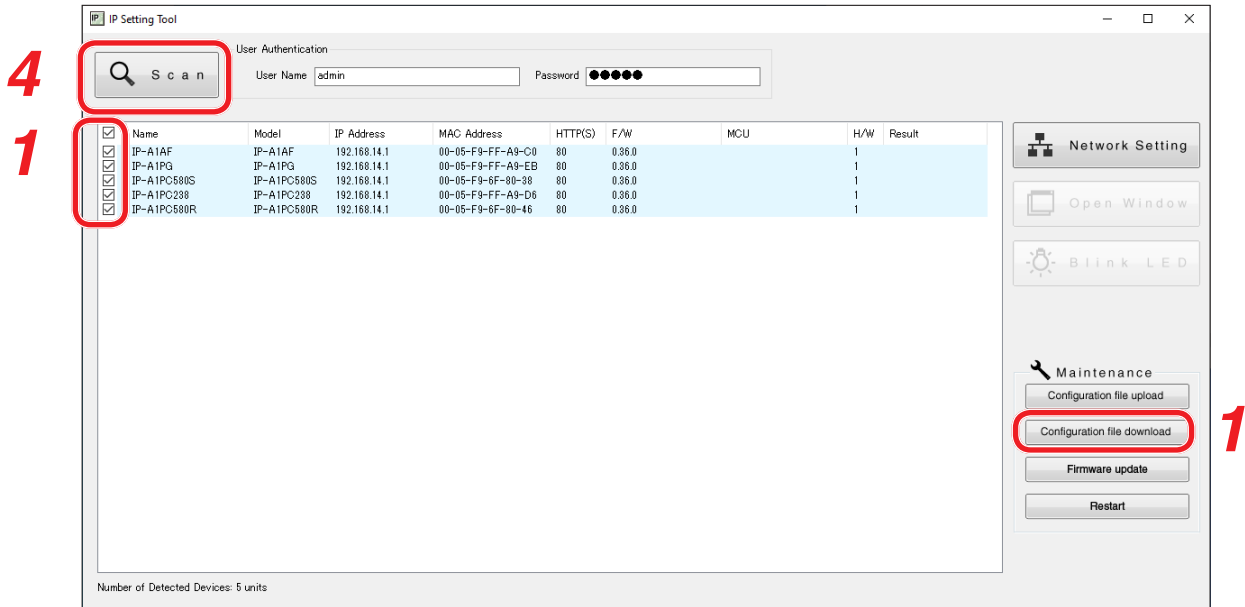 IP IP Setting Tool
4
Scan
User Authentication
User Name admin Password ●●●●●
1
Name Model IP Address MAC Address HTTP(S) F/W MCU H/W Result
IP-A1AF IP-A1AF 192.168.14.1 00-05-F9-FF-A9-C0 80 0.36.0 1
IP-A1PG IP-A1PG 192.168.14.1 00-05-F9-FF-A9-EB 80 0.36.0 1
IP-A1PC580S IP-A1PC580S 192.168.14.1 00-05-F9-6F-80-38 80 0.36.0 1
IP-A1PC238 IP-A1PC238 192.168.14.1 00-05-F9-FF-A9-D6 80 0.36.0 1
IP-A1PC580R IP-A1PC580R 192.168.14.1 00-05-F9-6F-80-46 80 0.36.0 1
Network Setting
Open Window
Blink LED
Maintenance
Configuration file upload
Configuration file download
1
Firmware update
Restart
Number of Detected Devices: 5 units